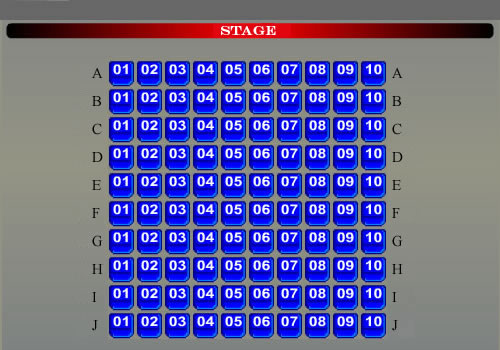 STAGE
A 01 02 03 04 05 06 07 08 09 10 A
B 01 02 03 04 05 06 07 08 09 10 B
C 01 02 03 04 05 06 07 08 09 10 C
D 01 02 03 04 05 06 07 08 09 10 D
E 01 02 03 04 05 06 07 08 09 10 E
F 01 02 03 04 05 06 07 08 09 10 F
G 01 02 03 04 05 06 07 08 09 10 G
H 01 02 03 04 05 06 07 08 09 10 H
I 01 02 03 04 05 06 07 08 09 10 I
J 01 02 03 04 05 06 07 08 09 10 J